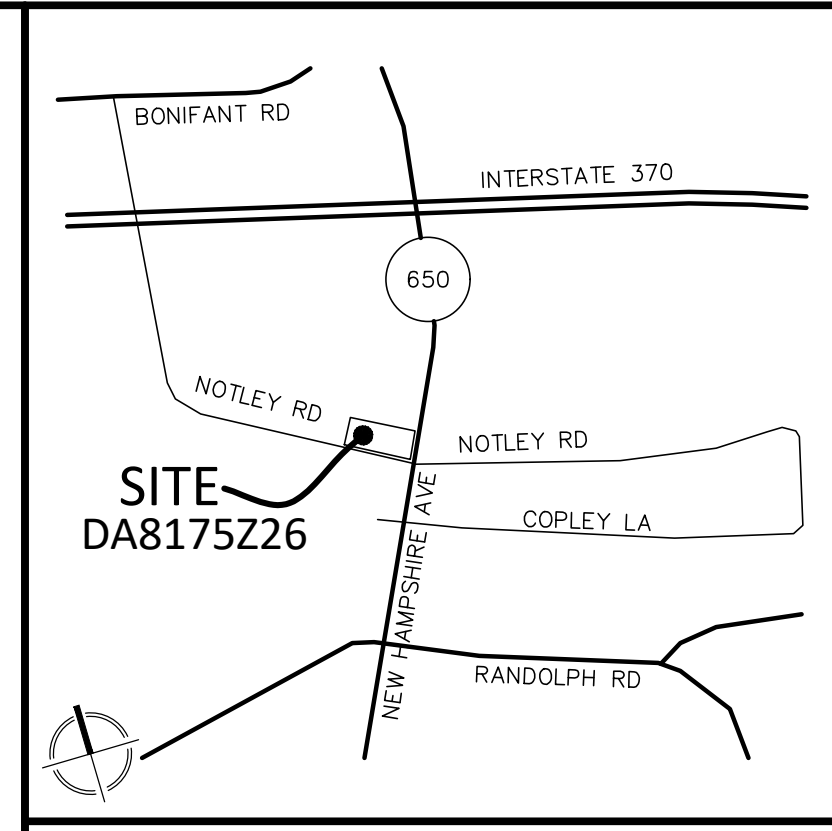 BONIFANT RD
INTERSTATE 370
650
NOTLEY RD
NOTLEY RD
SITE
DA8175Z26
COPLEY LA
NEW HAMPSHIRE AVE
RANDOLPH RD